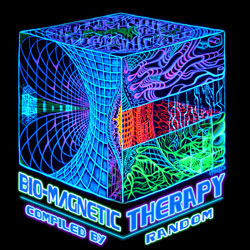 BIO-MAGNETIC THERAPY
COMPILED BY RANDOM